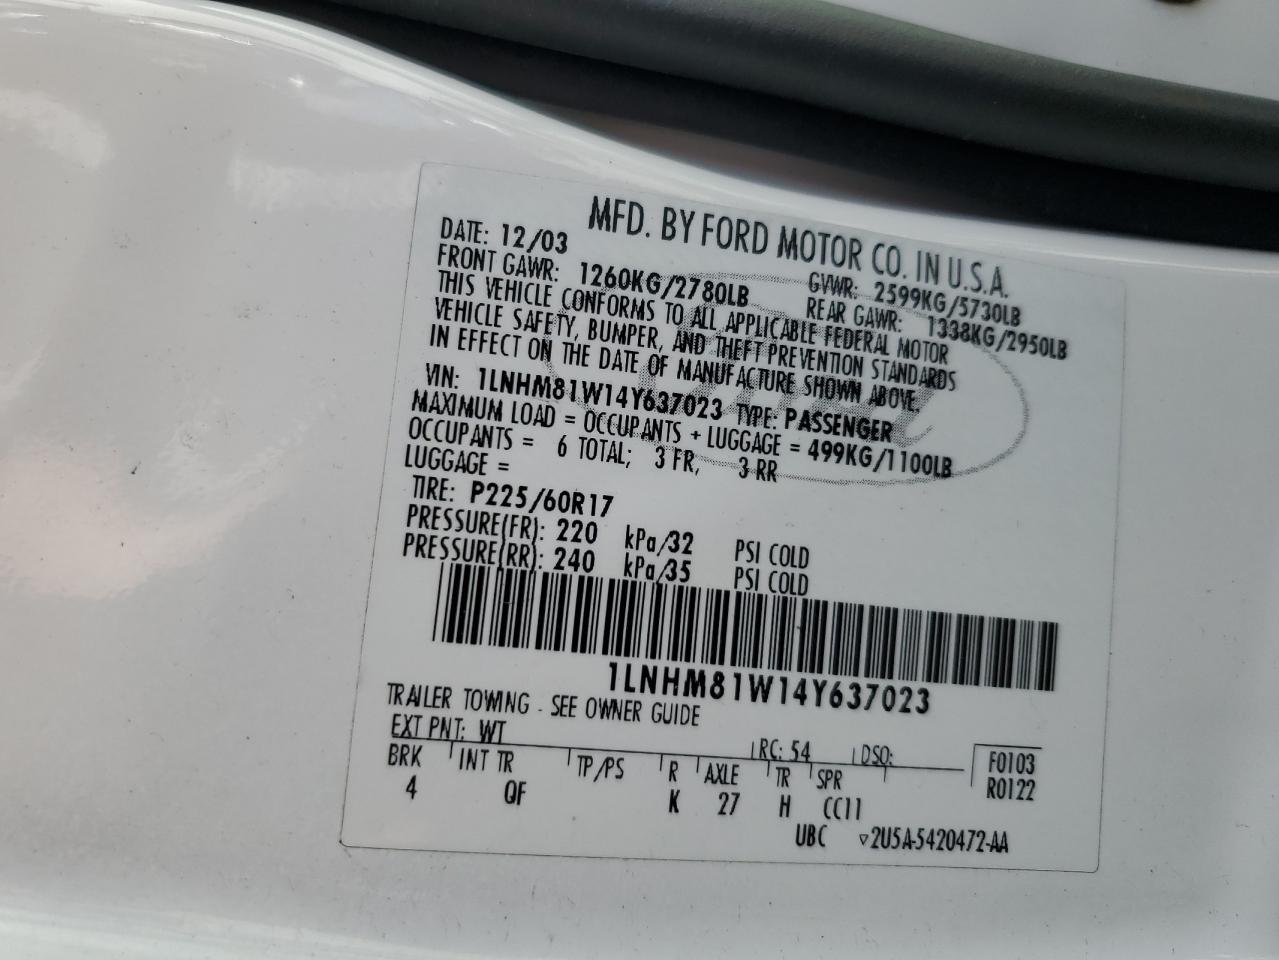 MFD. BY FORD MOTOR CO. IN U.S.A.
DATE: 12/03 GVWR: 2599KG/5730LB
FRONT GAWR: 1260KG/2780LB REAR GAWR: 1338KG/2950LB
THIS VEHICLE CONFORMS TO ALL APPLICABLE FEDERAL MOTOR
VEHICLE SAFETY, BUMPER, AND THEFT PREVENTION STANDARDS
IN EFFECT ON THE DATE OF MANUFACTURE SHOWN ABOVE.
VIN: 1LNHM81W14Y637023 TYPE: PASSENGER
MAXIMUM LOAD = OCCUPANTS + LUGGAGE = 499KG/1100LB
OCCUPANTS = 6 TOTAL; 3 FR, 3 RR
LUGGAGE =
TIRE: P225/60R17
PRESSURE(FR): 220 kPa/32 PSI COLD
PRESSURE(RR): 240 kPa/35 PSI COLD
1LNHM81W14Y637023
TRAILER TOWING - SEE OWNER GUIDE
EXT PNT: WT RC: 54 DSO: F0103
BRK INT TR TP/PS R AXLE TR SPR R0122
4 QF K 27 H CC11
UBC ▽2U5A-5420472-AA